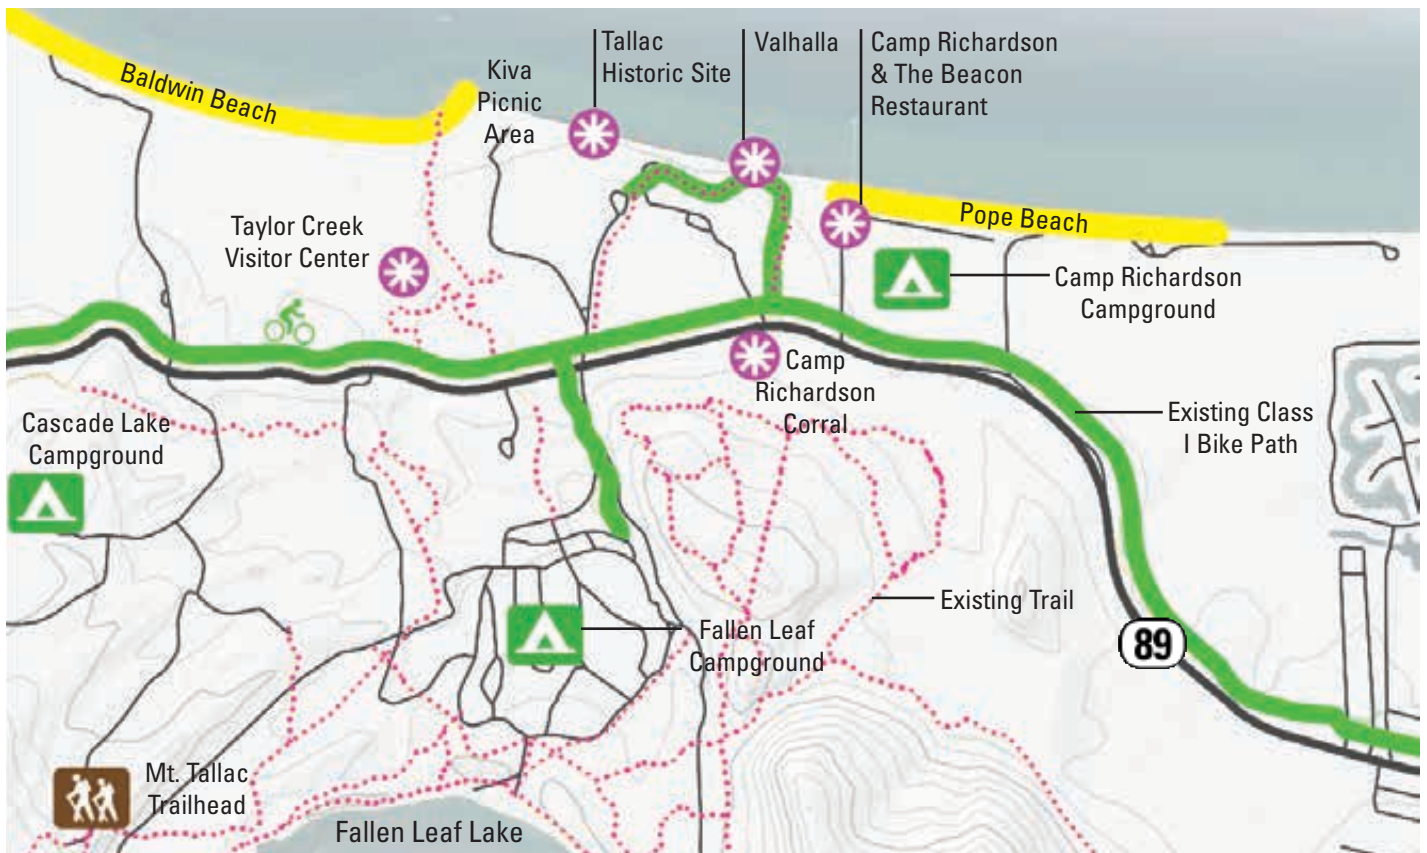 Baldwin Beach
Kiva
Picnic
Area
Tallac
Historic Site
Valhalla
Camp Richardson
& The Beacon
Restaurant
Pope Beach
Taylor Creek
Visitor Center
Camp Richardson
Campground
Camp
Richardson
Corral
Existing Class
I Bike Path
Cascade Lake
Campground
Existing Trail
Fallen Leaf
Campground
89
Mt. Tallac
Trailhead
Fallen Leaf Lake